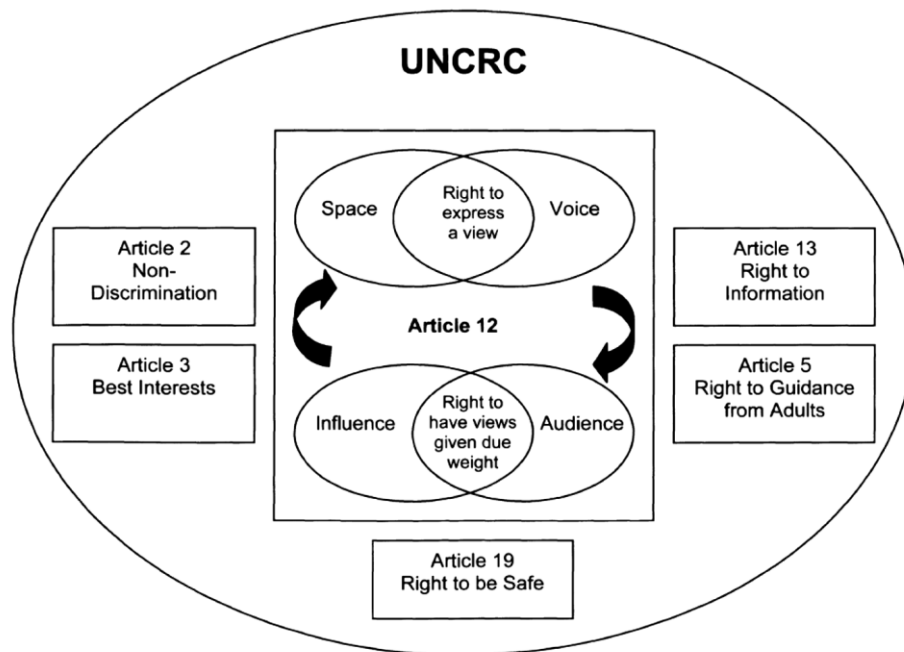 UNCRC
Space
Right to
express
a view
Voice
Article 2
Non-
Discrimination
Article 13
Right to
Information
Article 12
Article 3
Best Interests
Article 5
Right to Guidance
from Adults
Influence
Right to
have views
given due
weight
Audience
Article 19
Right to be Safe